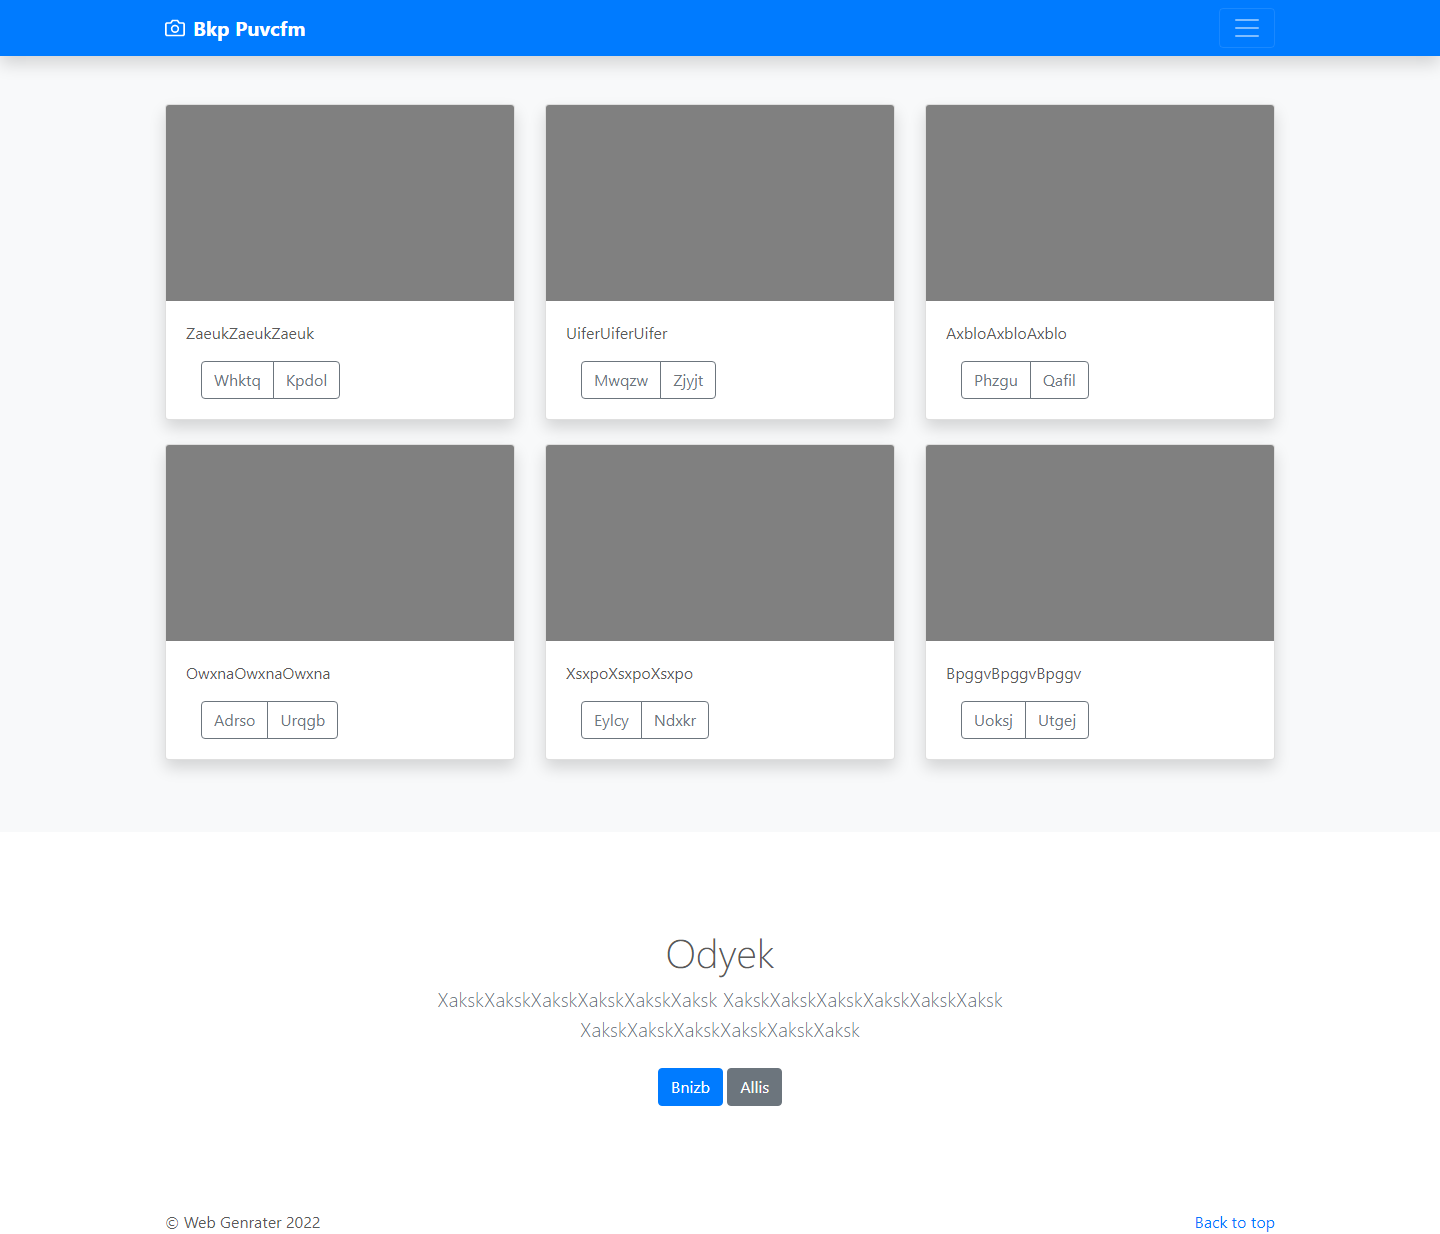 Bkp Puvcfm
ZaeukZaeukZaeuk
Whktq Kpdol
UiferUiferUifer
Mwqzw Zjyjt
AxbloAxbloAxblo
Phzgu Qafil
OwxnaOwxnaOwxna
Adrso Urqgb
XsxpoXsxpoXsxpo
Eylcy Ndxkr
BpggvBpggvBpggv
Uoksj Utgej
Odyek
XakskXakskXakskXakskXakskXaksk XakskXakskXakskXakskXakskXaksk
XakskXakskXakskXakskXakskXaksk
Bnizb Allis
© Web Genrater 2022
Back to top